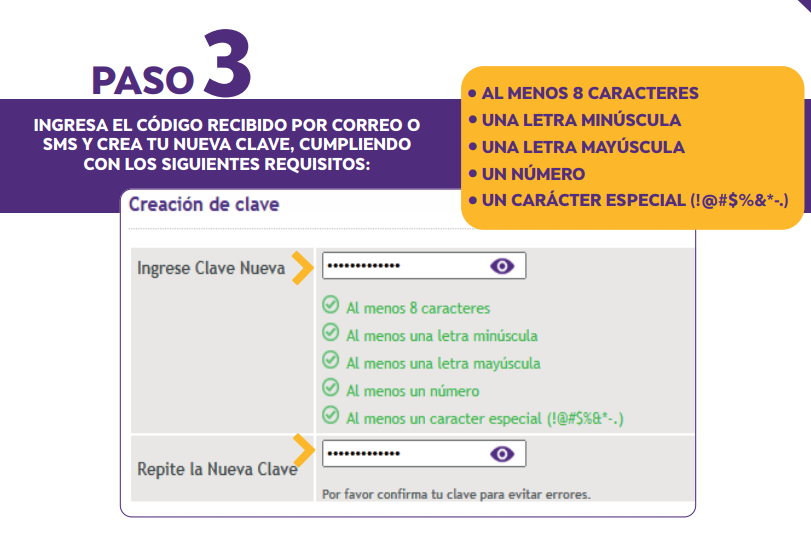 PASO 3
INGRESA EL CÓDIGO RECIBIDO POR CORREO O
SMS Y CREA TU NUEVA CLAVE, CUMPLIENDO
CON LOS SIGUIENTES REQUISITOS:
• AL MENOS 8 CARACTERES
• UNA LETRA MINÚSCULA
• UNA LETRA MAYÚSCULA
• UN NÚMERO
• UN CARÁCTER ESPECIAL (!@#$%&*-.)
Creación de clave
Ingrese Clave Nueva
•••••••••••••
Al menos 8 caracteres
Al menos una letra minúscula
Al menos una letra mayúscula
Al menos un número
Al menos un caracter especial (!@#$%&*-.)
Repite la Nueva Clave
•••••••••••••
Por favor confirma tu clave para evitar errores.